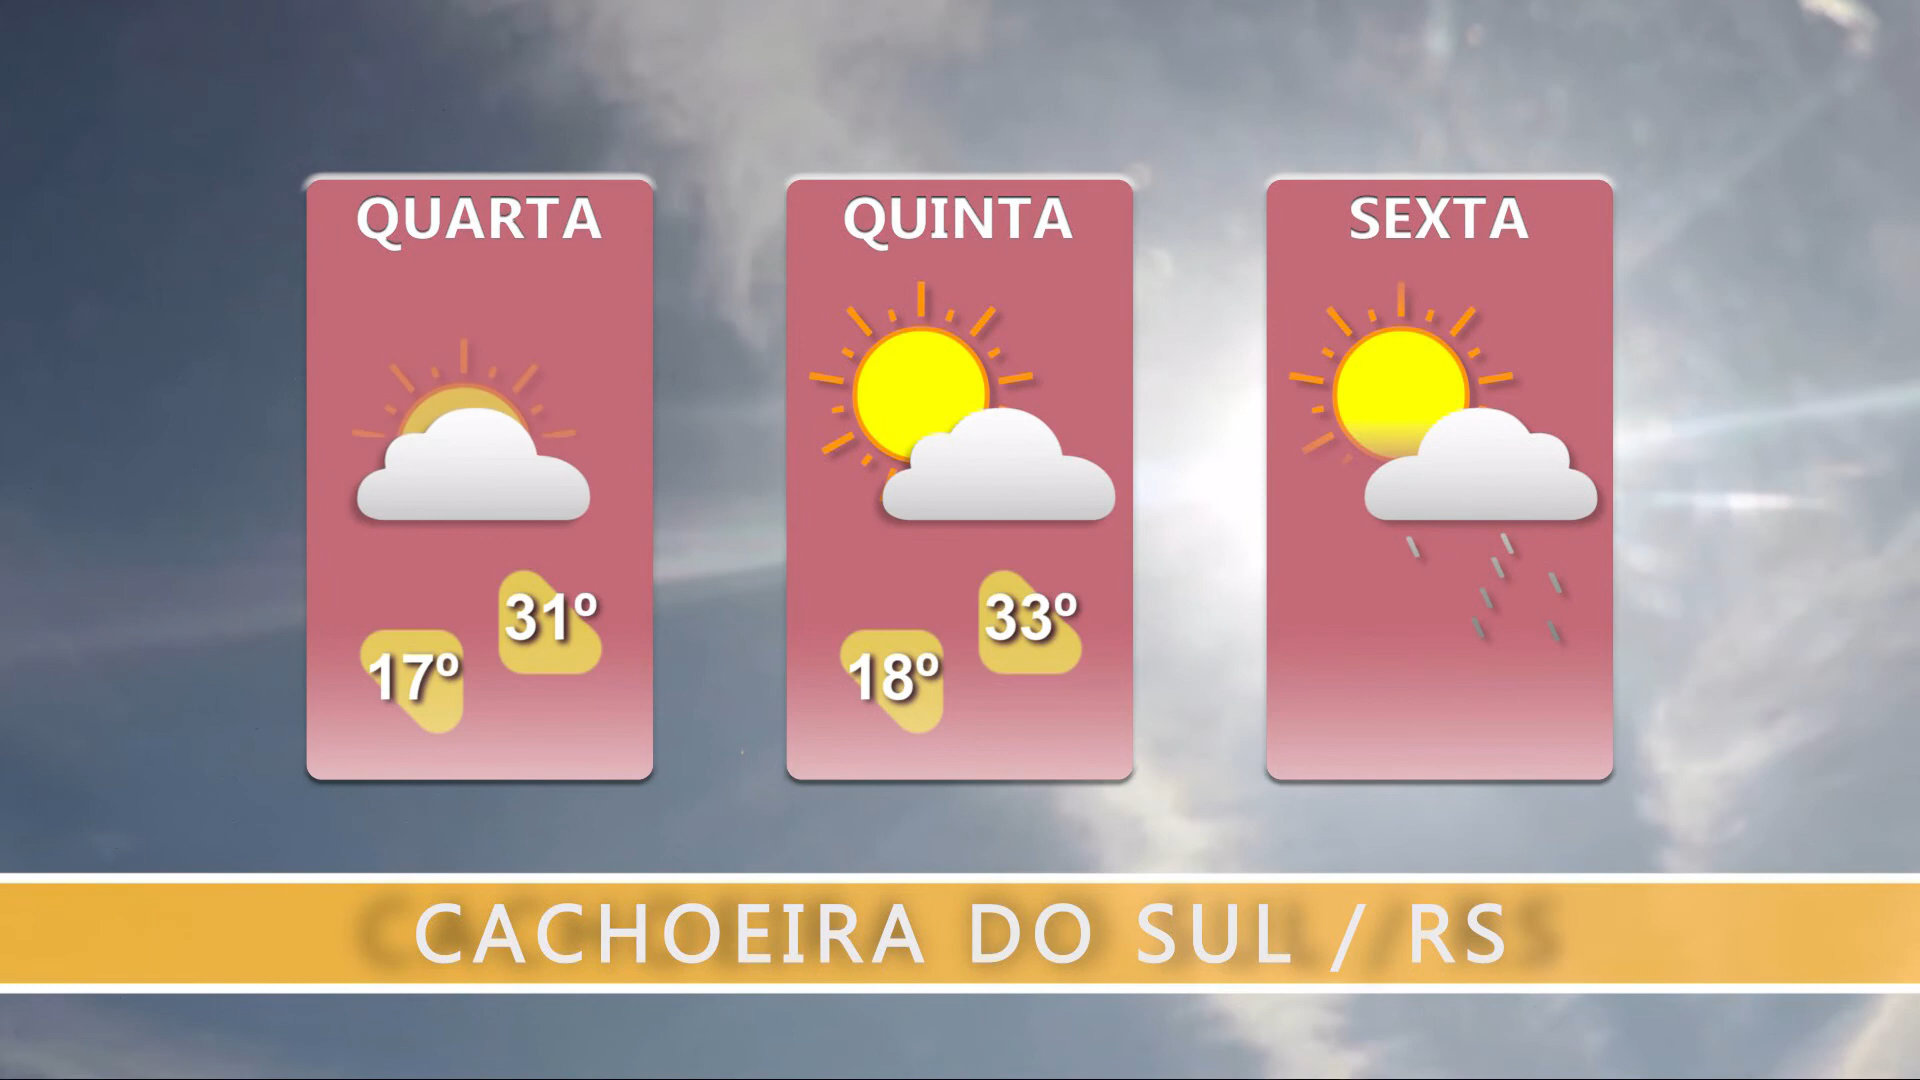 QUARTA
31º
17º
QUINTA
33º
18º
SEXTA
CACHOEIRA DO SUL / RS